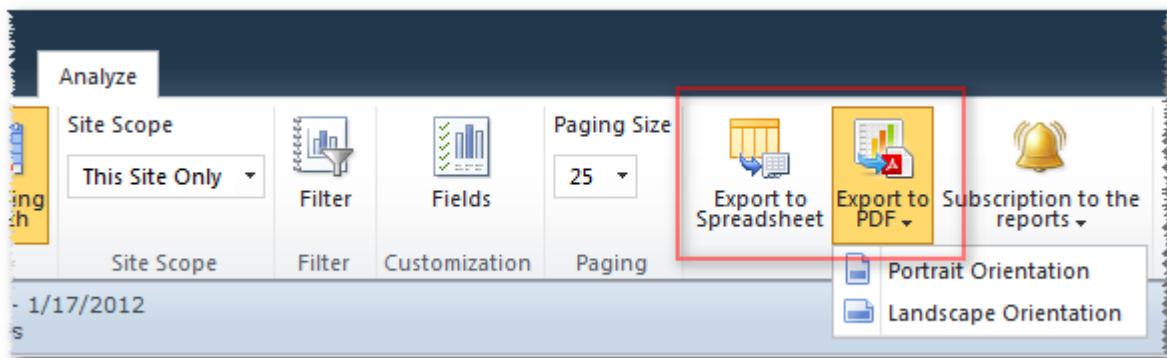 Analyze
Site Scope
Paging Size
This Site Only
25
Filter
Fields
Export to
Spreadsheet
Export to
PDF
Subscription to the
reports
Site Scope
Filter
Customization
Paging
Portrait Orientation
Landscape Orientation
- 1/17/2012